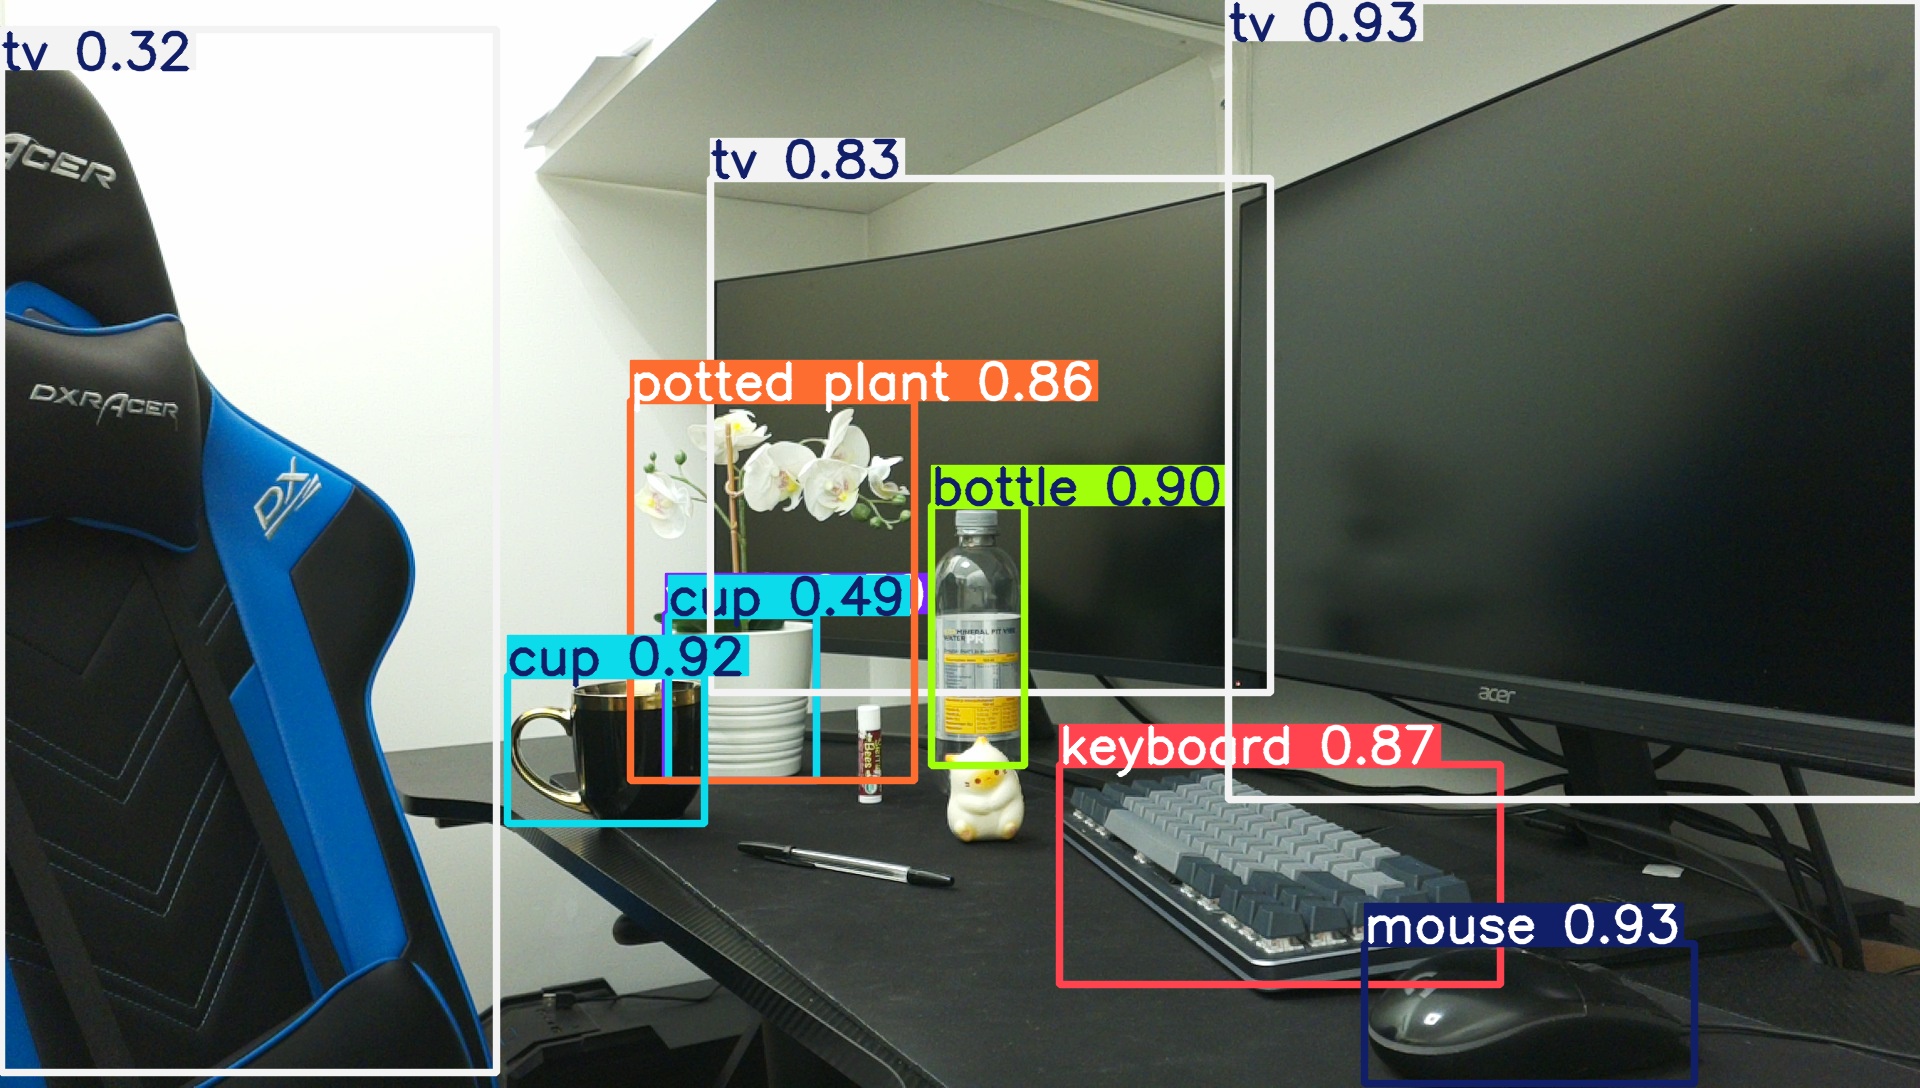 tv 0.32
tv 0.93
ACER
tv 0.83
potted plant 0.86
DXRACER
DX
bottle 0.90
cup 0.49
MINERAL
cup 0.92
acer
Bees
keyboard 0.87
mouse 0.93